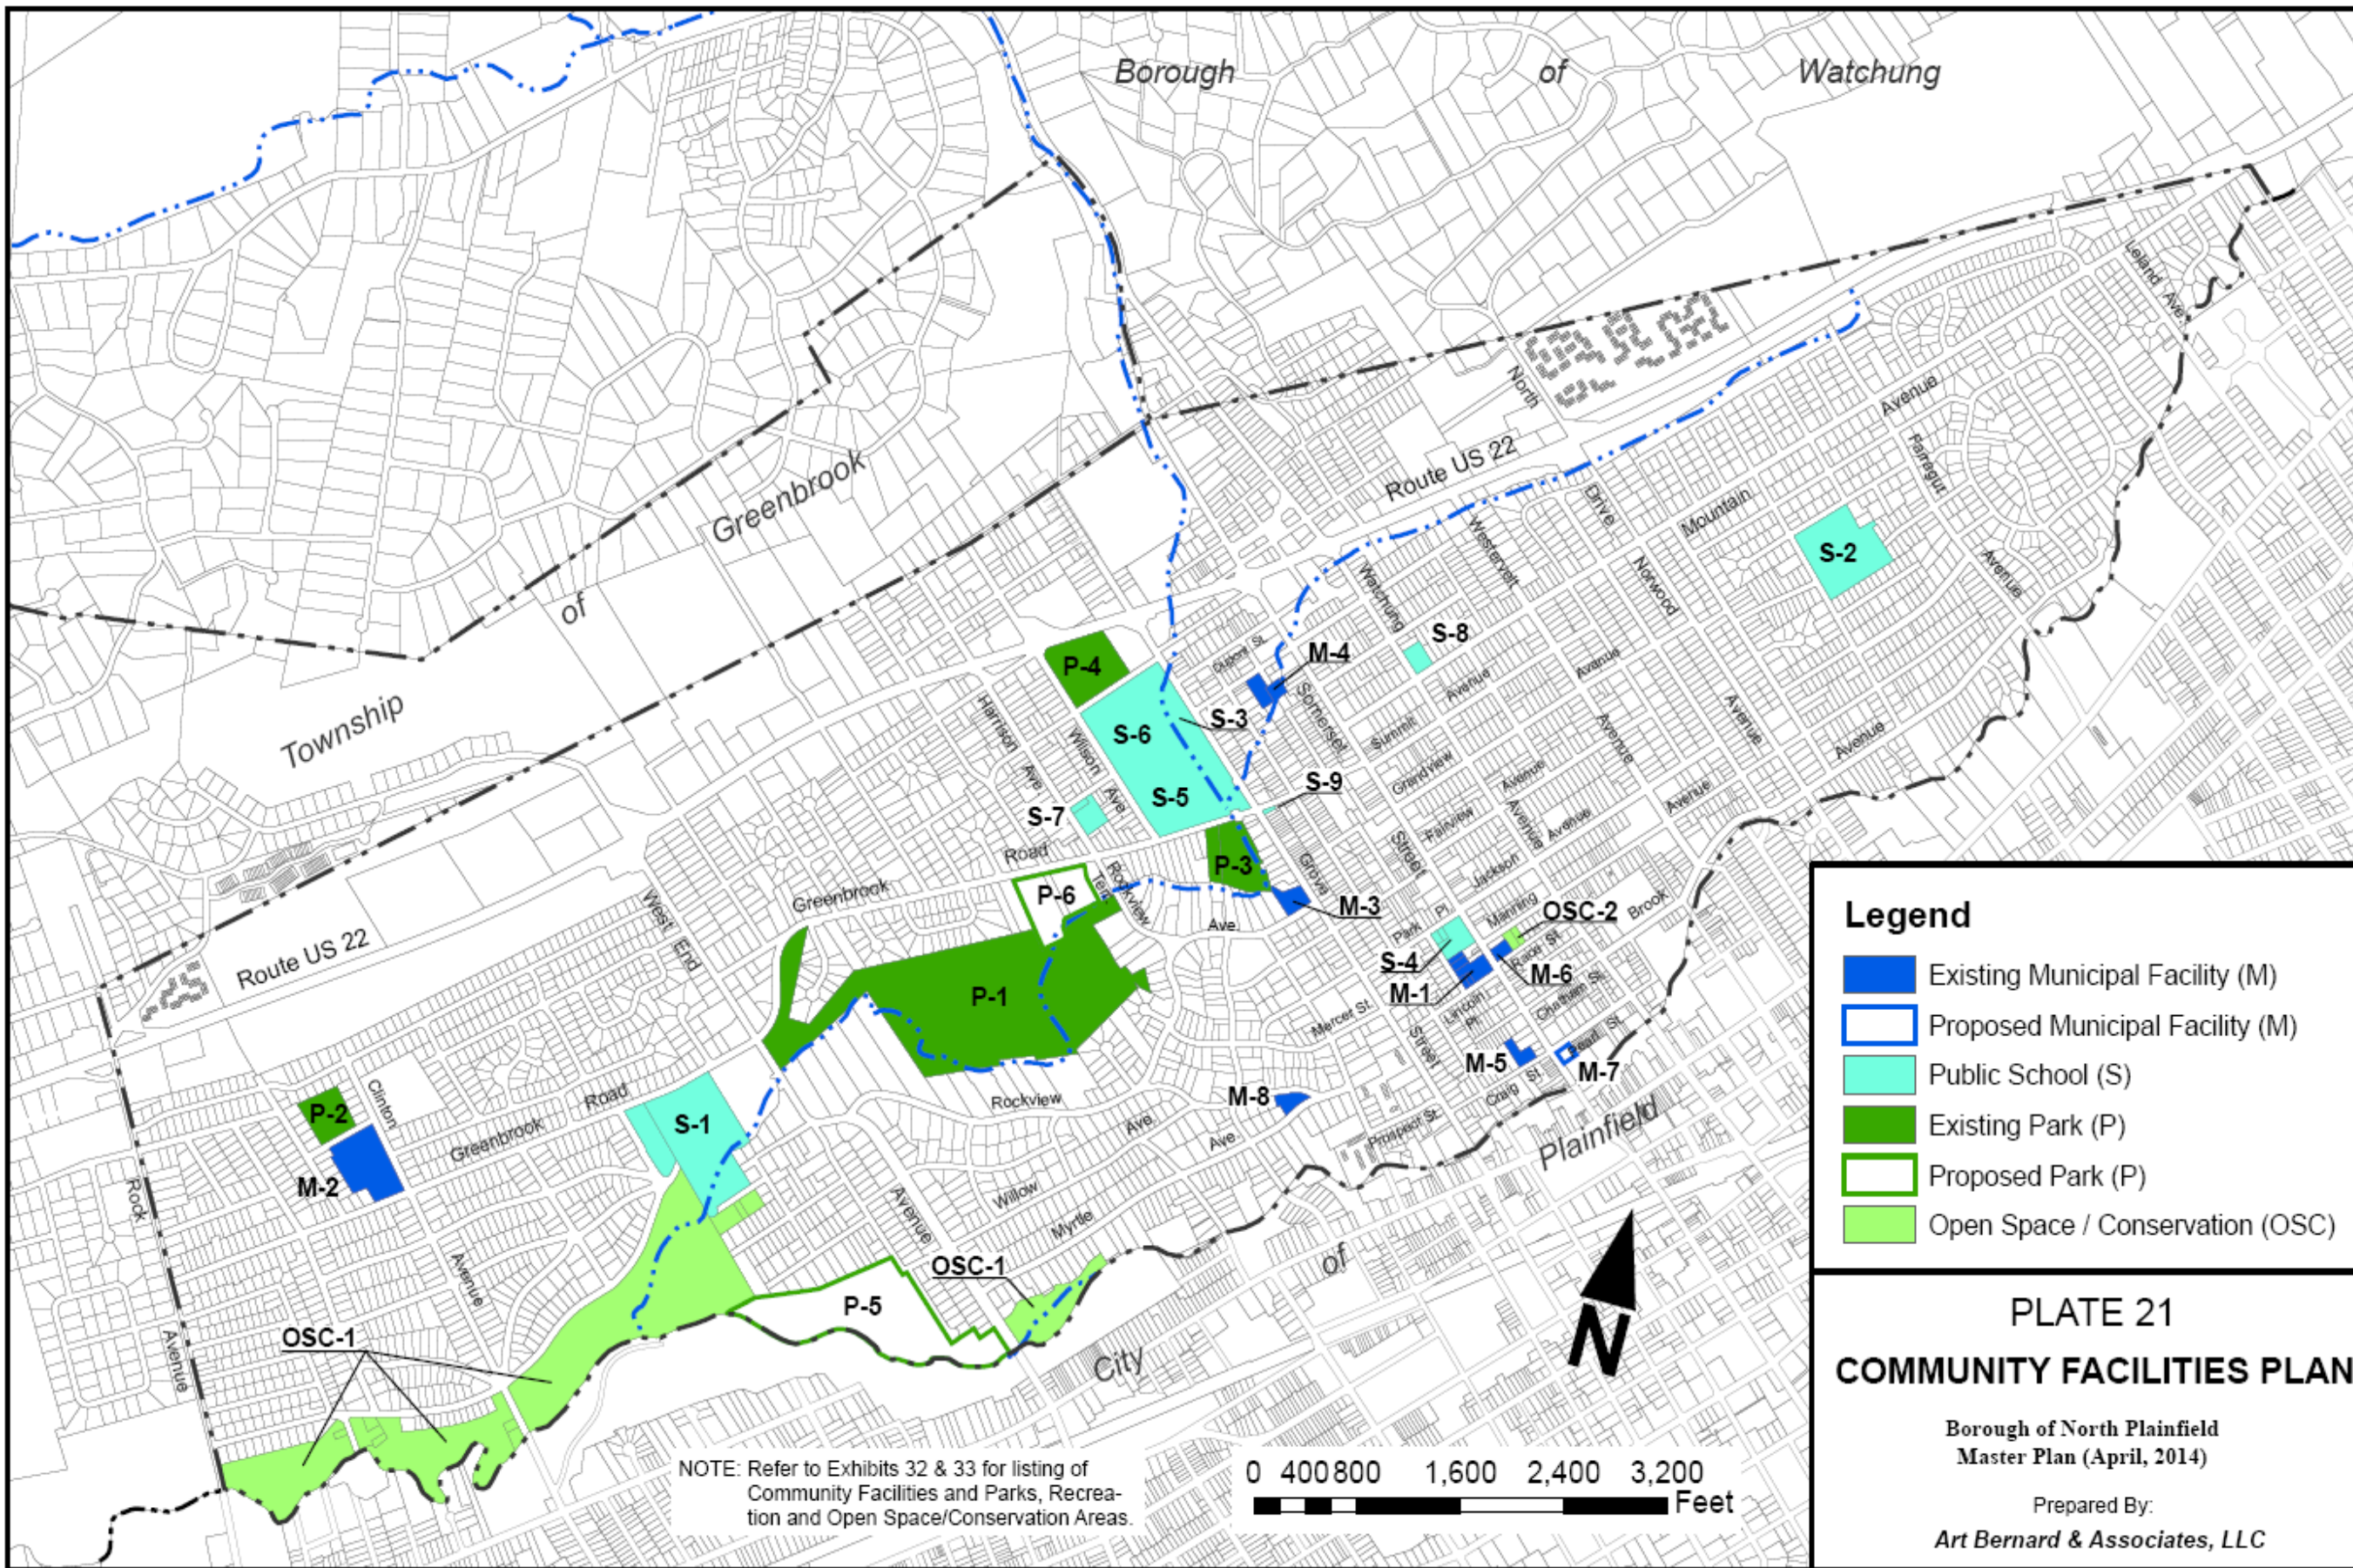 Borough of Watchung
Leland Ave.
North
Route US 22
Avenue
Greenbrook
Farragut
Drive
Mountain
Westervelt
S-2
Avenue
Watchung
Norwood
of
S-8
Dupont St.
M-4
P-4
Avanue
Avenue
Somerset
Harrison
S-3
Township
Wilson
S-6
Summit
Avenue
Avenue
Avenue
Grandview
Avenue
Ave.
Ave.
S-9
S-5
S-7
Avenue
Fairview
Avenue
Avenue
Road
Street
Grove
Jackson
P-3
Rockview
Terr.
Greenbrook
P-6
West End
M-3
Ave.
Park Pl.
Manning
OSC-2
Brook
Race St.
S-4
M-6
Route US 22
P-1
M-1
Chatham St.
Lincoln Pl.
Mercer St.
Street
Pearl St.
M-5
M-7
Craig St.
Rockview
M-8
Clinton
Road
P-2
S-1
Ave.
Ave.
Prospect St.
Greenbrook
Plainfield
M-2
Rock
Willow
Avenue
Myrtle
of
Avenue
OSC-1
P-5
OSC-1
Avenue
City
N
NOTE: Refer to Exhibits 32 & 33 for listing of
Community Facilities and Parks, Recrea-
tion and Open Space/Conservation Areas.
0 400 800 1,600 2,400 3,200
Feet
Legend
Existing Municipal Facility (M)
Proposed Municipal Facility (M)
Public School (S)
Existing Park (P)
Proposed Park (P)
Open Space / Conservation (OSC)
PLATE 21
COMMUNITY FACILITIES PLAN
Borough of North Plainfield
Master Plan (April, 2014)
Prepared By:
Art Bernard & Associates, LLC